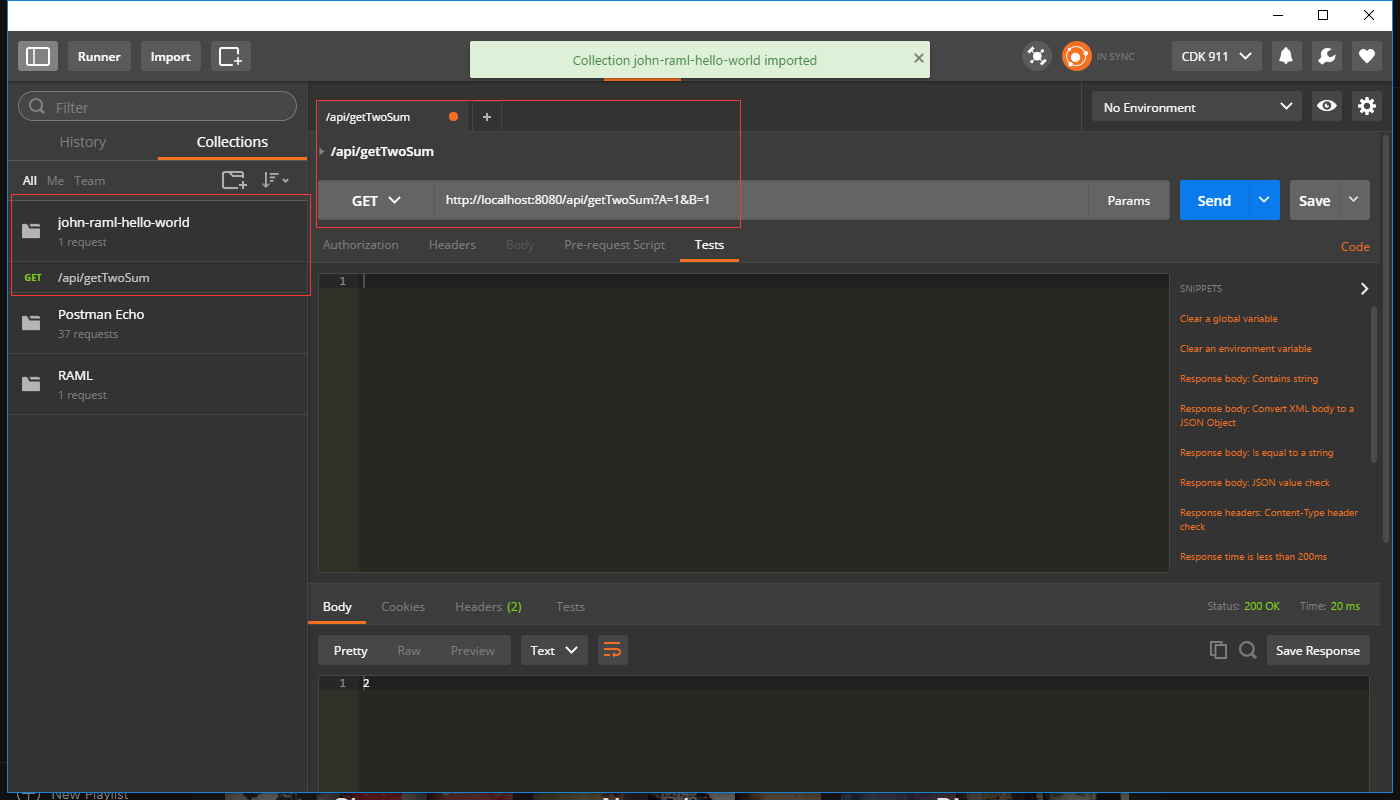 Runner
Import
Collection john-raml-hello-world imported
IN SYNC
CDK 911
Filter
History
Collections
All Me Team
john-raml-hello-world
1 request
GET /api/getTwoSum
Postman Echo
37 requests
RAML
1 request
/api/getTwoSum
No Environment
/api/getTwoSum
GET
http://localhost:8080/api/getTwoSum?A=1&B=1
Params
Send
Save
Authorization
Headers
Body
Pre-request Script
Tests
Code
1
SNIPPETS
Clear a global variable
Clear an environment variable
Response body: Contains string
Response body: Convert XML body to a
JSON Object
Response body: Is equal to a string
Response body: JSON value check
Response headers: Content-Type header
check
Response time is less than 200ms
Body
Cookies
Headers (2)
Tests
Status: 200 OK
Time: 20 ms
Pretty
Raw
Preview
Text
Save Response
1 2
New Playlist